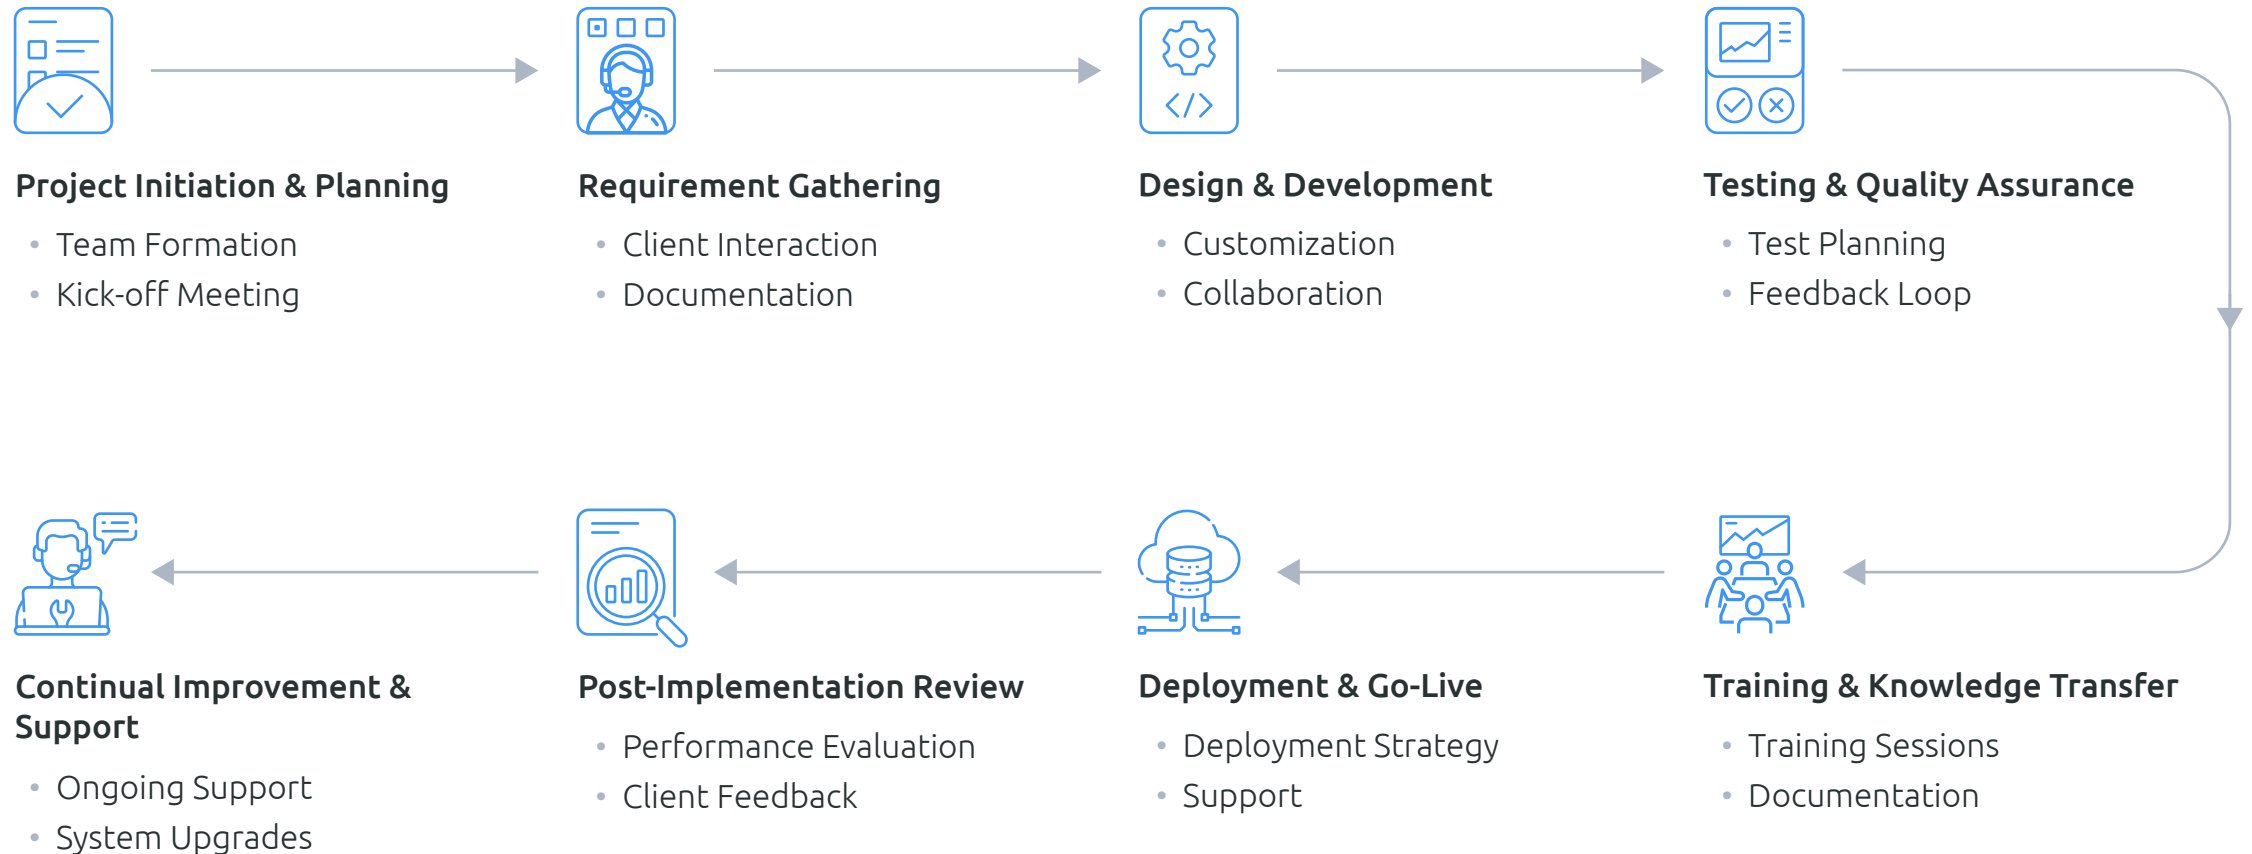 Project Initiation & Planning
• Team Formation
• Kick-off Meeting
Requirement Gathering
• Client Interaction
• Documentation
Design & Development
• Customization
• Collaboration
Testing & Quality Assurance
• Test Planning
• Feedback Loop
Training & Knowledge Transfer
• Training Sessions
• Documentation
Deployment & Go-Live
• Deployment Strategy
• Support
Post-Implementation Review
• Performance Evaluation
• Client Feedback
Continual Improvement &
Support
• Ongoing Support
• System Upgrades